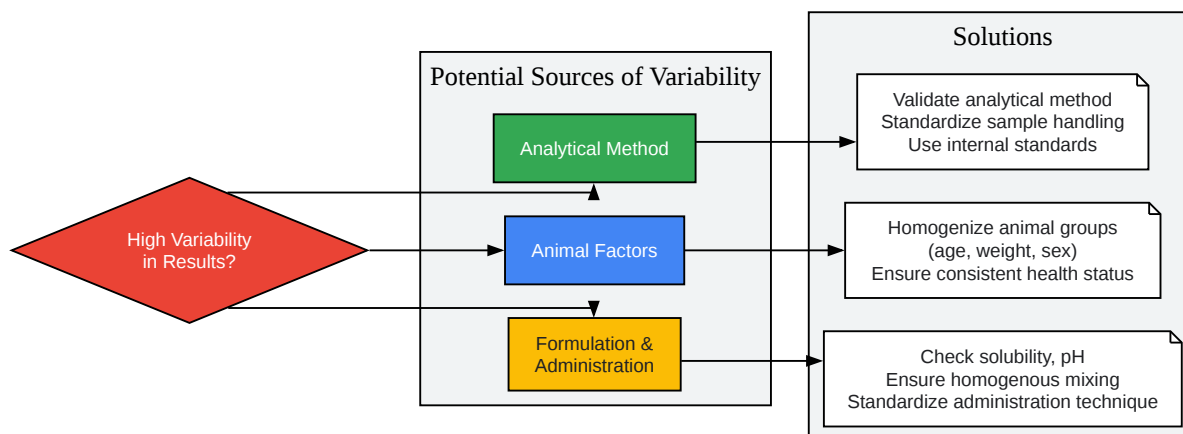 Solutions
Potential Sources of Variability
Validate analytical method
Standardize sample handling
Use internal standards
Analytical Method
High Variability
in Results?
Animal Factors
Homogenize animal groups
(age, weight, sex)
Ensure consistent health status
Formulation &
Administration
Check solubility, pH
Ensure homogenous mixing
Standardize administration technique